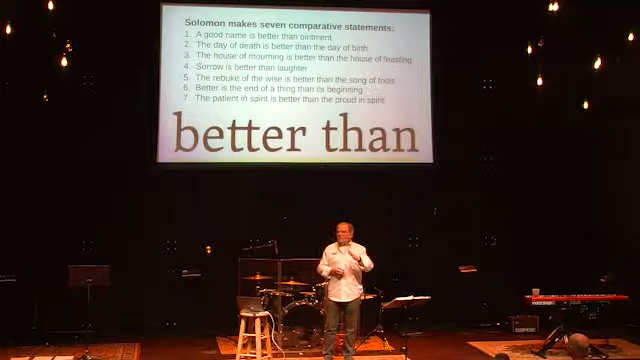 Solomon makes seven comparative statements:
1. A good name is better than ointment
2. The day of death is better than the day of birth
3. The house of mourning is better than the house of feasting
4. Sorrow is better than laughter
5. The rebuke of the wise is better than the song of fools
6. Better is the end of a thing than its beginning
7. The patient in spirit is better than the proud in spirit
better than